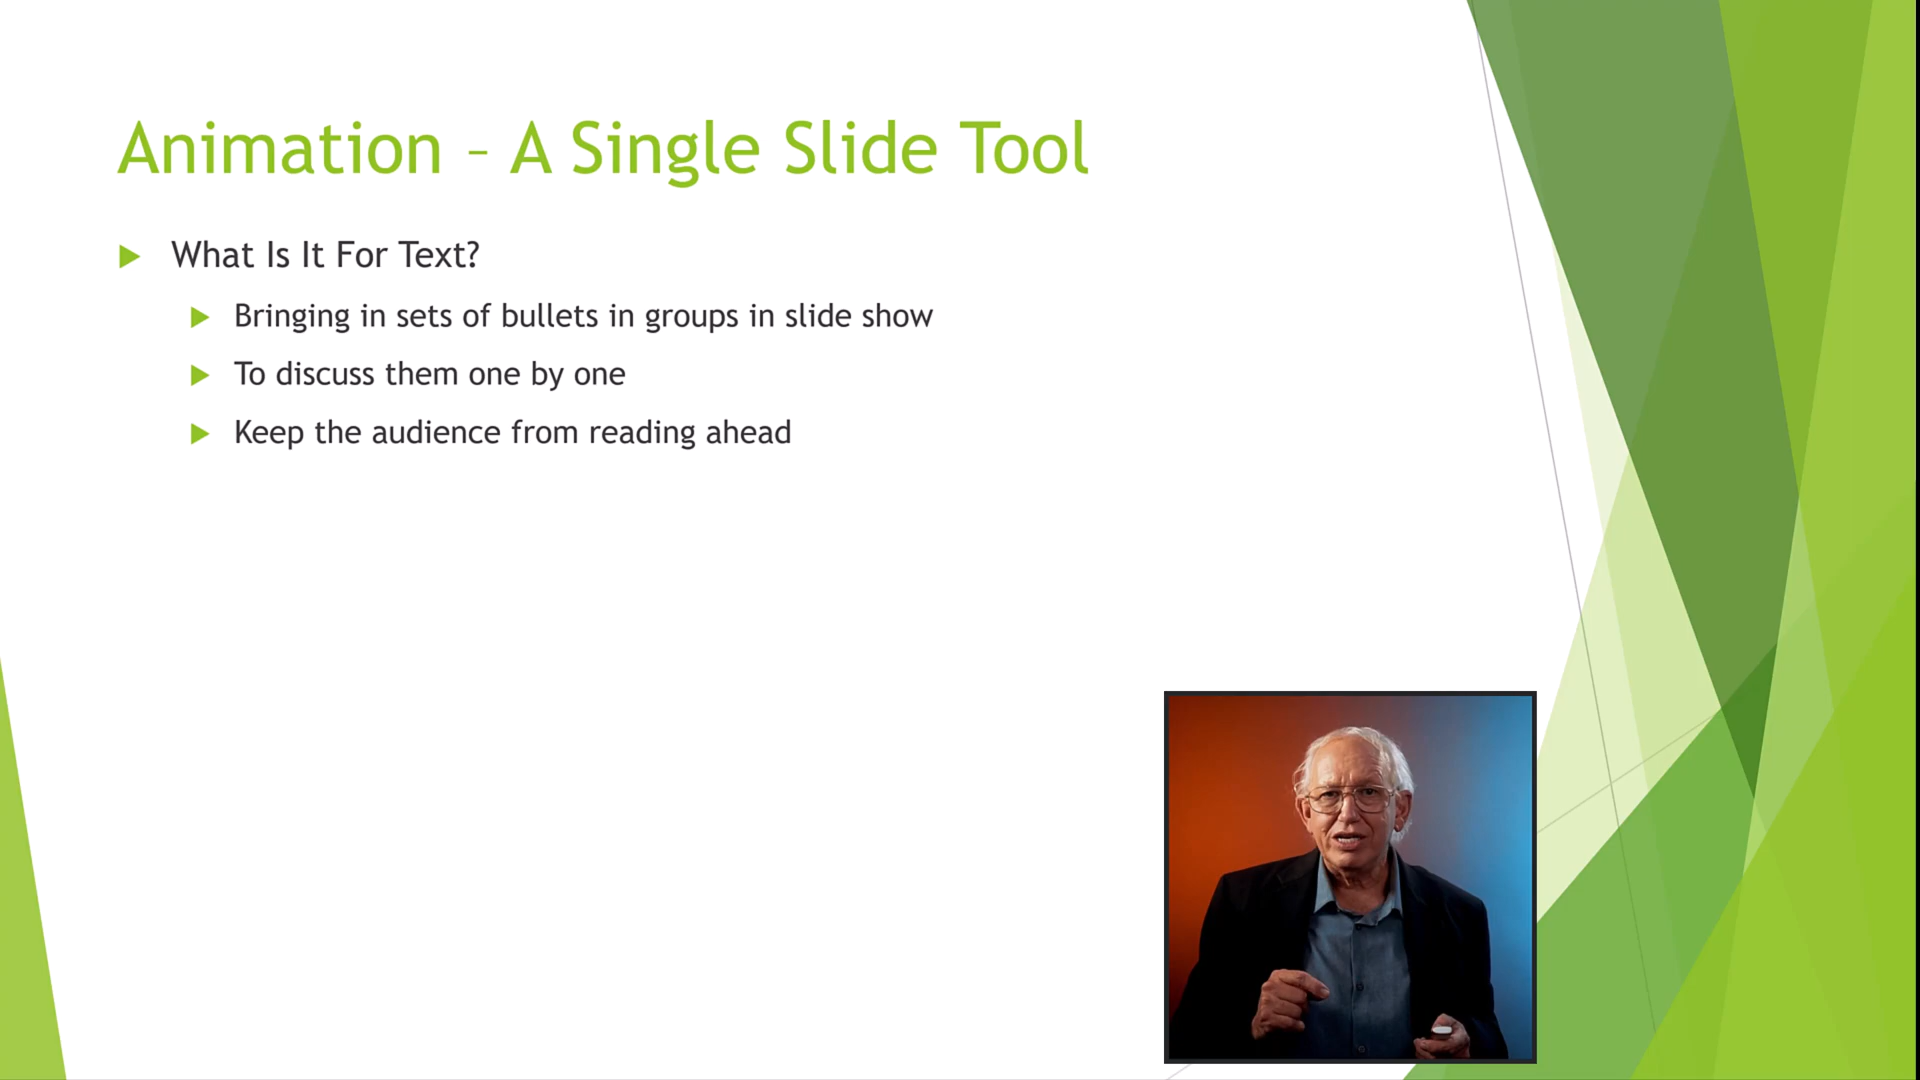 Animation – A Single Slide Tool
What Is It For Text?
Bringing in sets of bullets in groups in slide show
To discuss them one by one
Keep the audience from reading ahead